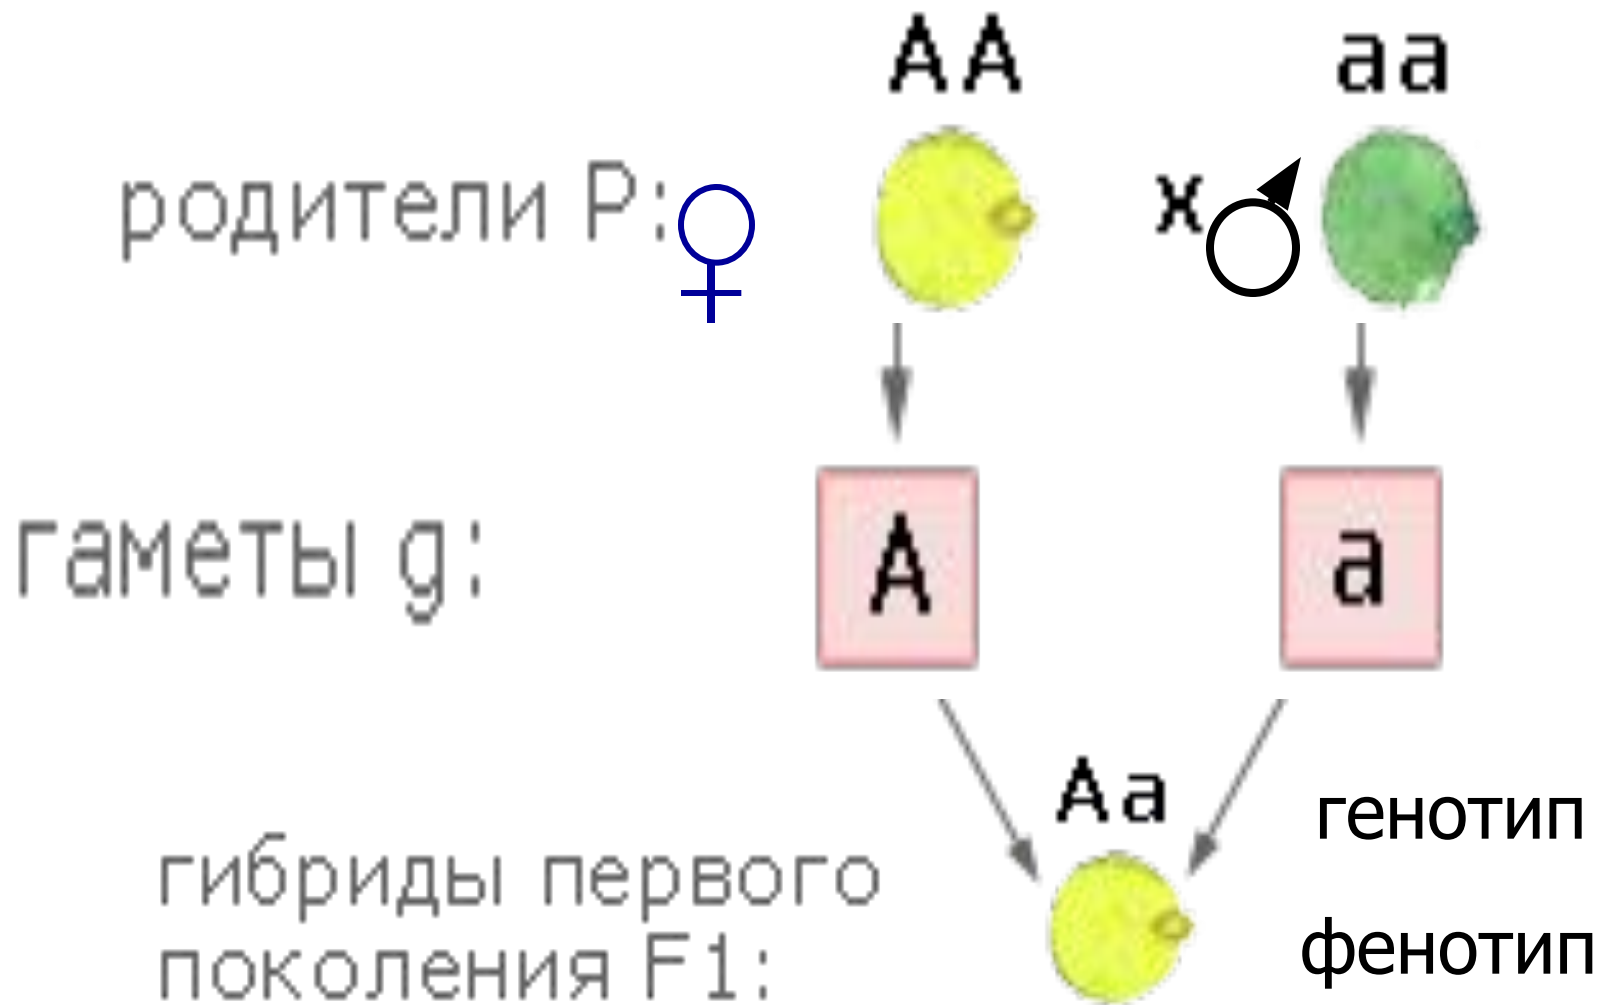 AA aa
родители P: ♀ x ♂
гаметы g: A a
Aa
генотип
гибриды первого
поколения F1:
фенотип